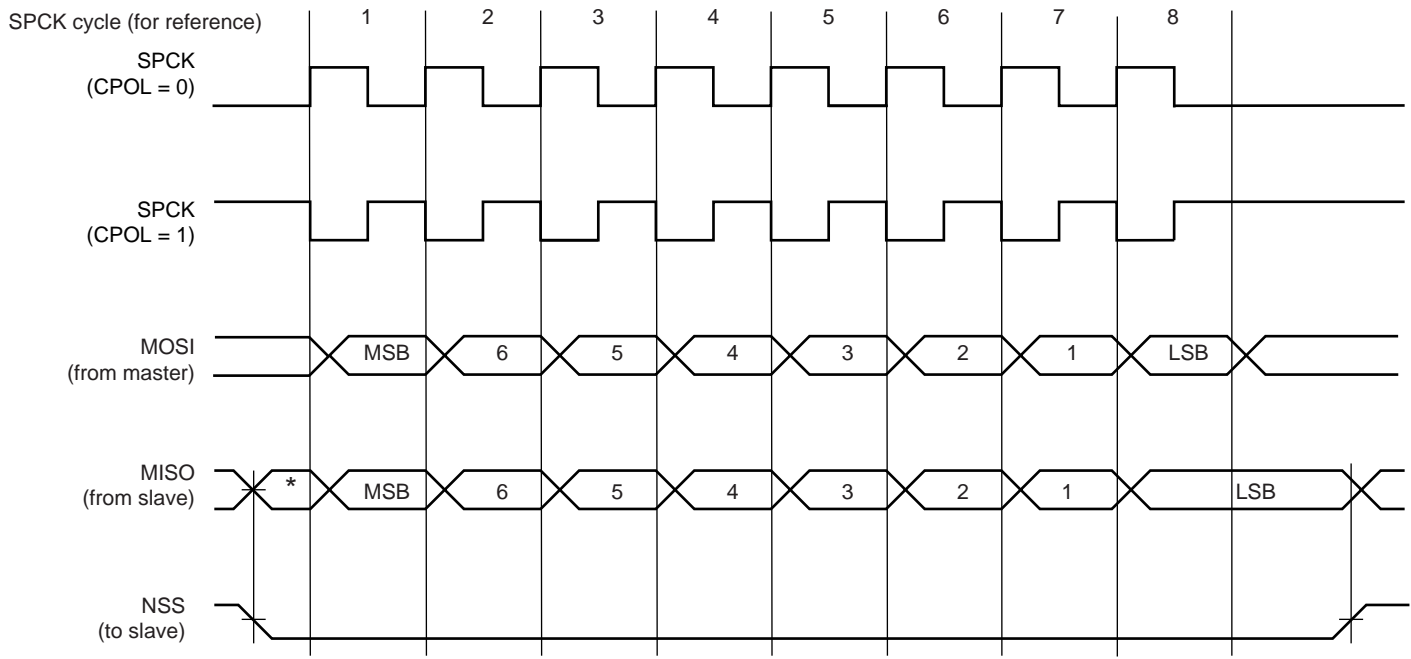 SPCK cycle (for reference)
1 2 3 4 5 6 7 8
SPCK
(CPOL = 0)
SPCK
(CPOL = 1)
MOSI
(from master)
MSB 6 5 4 3 2 1 LSB
MISO
(from slave)
* MSB 6 5 4 3 2 1 LSB
NSS
(to slave)